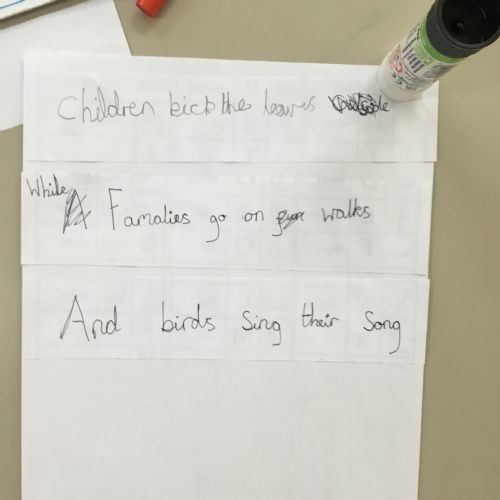 Children kick the leaves
While
Famalies go on walks
And birds sing their song